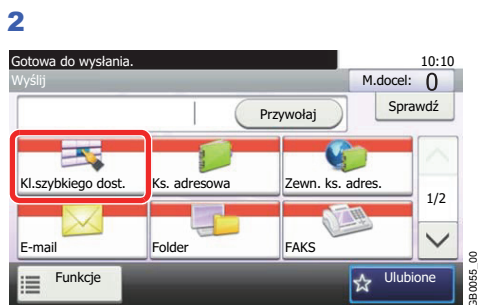 2
Gotowa do wysłania. 10:10
Wyślij M.docel: 0
Przywołaj Sprawdź
Kl.szybkiego dost. Ks. adresowa Zewn. ks. adres.
1/2
E-mail Folder FAKS
Funkcje Ulubione
GB0055_00